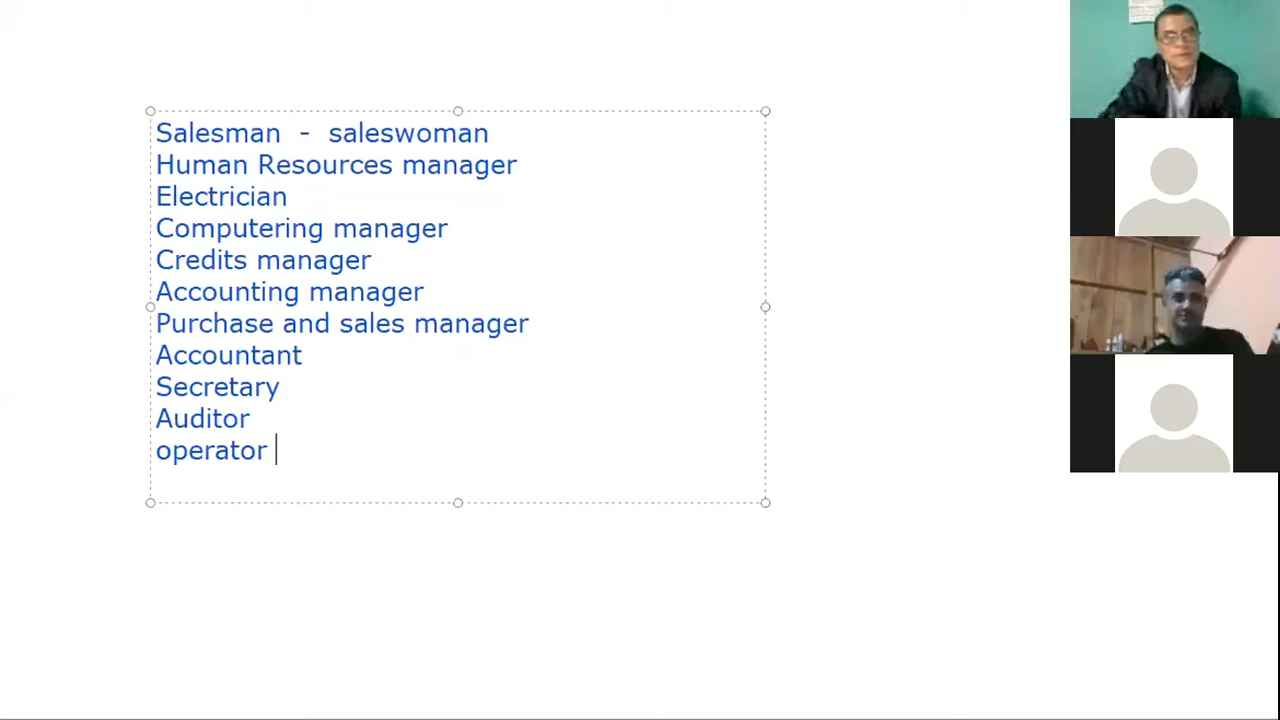 Salesman - saleswoman
Human Resources manager
Electrician
Computering manager
Credits manager
Accounting manager
Purchase and sales manager
Accountant
Secretary
Auditor
operator